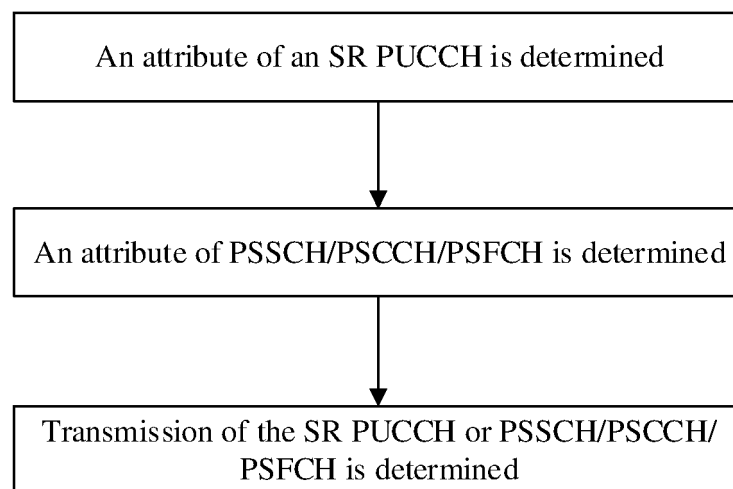 An attribute of an SR PUCCH is determined
An attribute of PSSCH/PSCCH/PSFCH is determined
Transmission of the SR PUCCH or PSSCH/PSCCH/
PSFCH is determined